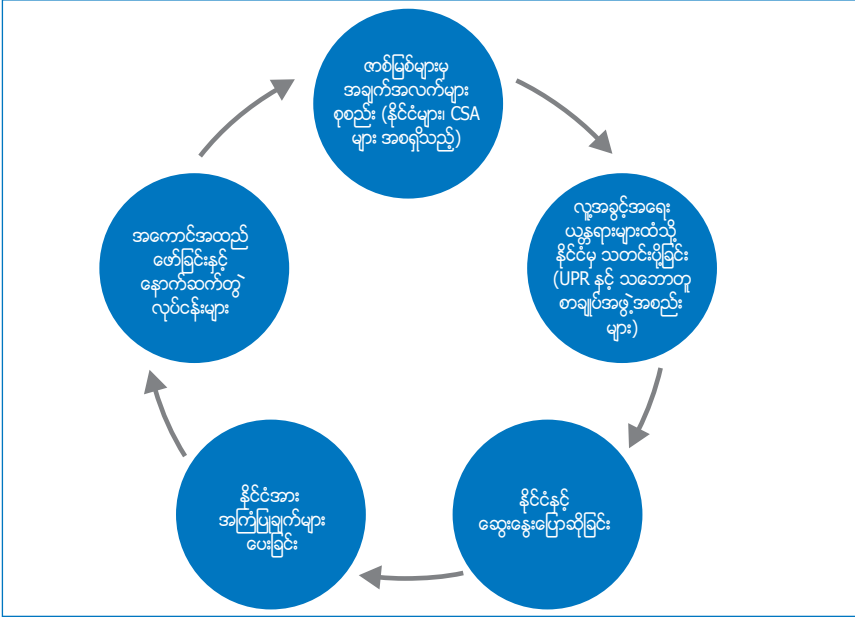 ဇာစ်မြစ်များမှ
အချက်အလက်များ
စုစည်း (နိုင်ငံများ၊ CSA
များ အစရှိသည့်)
လူ့အခွင့်အရေး
ယန္တရားများထံသို့
နိုင်ငံမှ သတင်းပို့ခြင်း
(UPR နှင့် သဘောတူ
စာချုပ်အဖွဲ့အစည်း
များ)
နိုင်ငံနှင့်
ဆွေးနွေးပြောဆိုခြင်း
နိုင်ငံအား
အကြံပြုချက်များ
ပေးခြင်း
အကောင်အထည်
ဖော်ခြင်းနှင့်
နောက်ဆက်တွဲ
လုပ်ငန်းများ